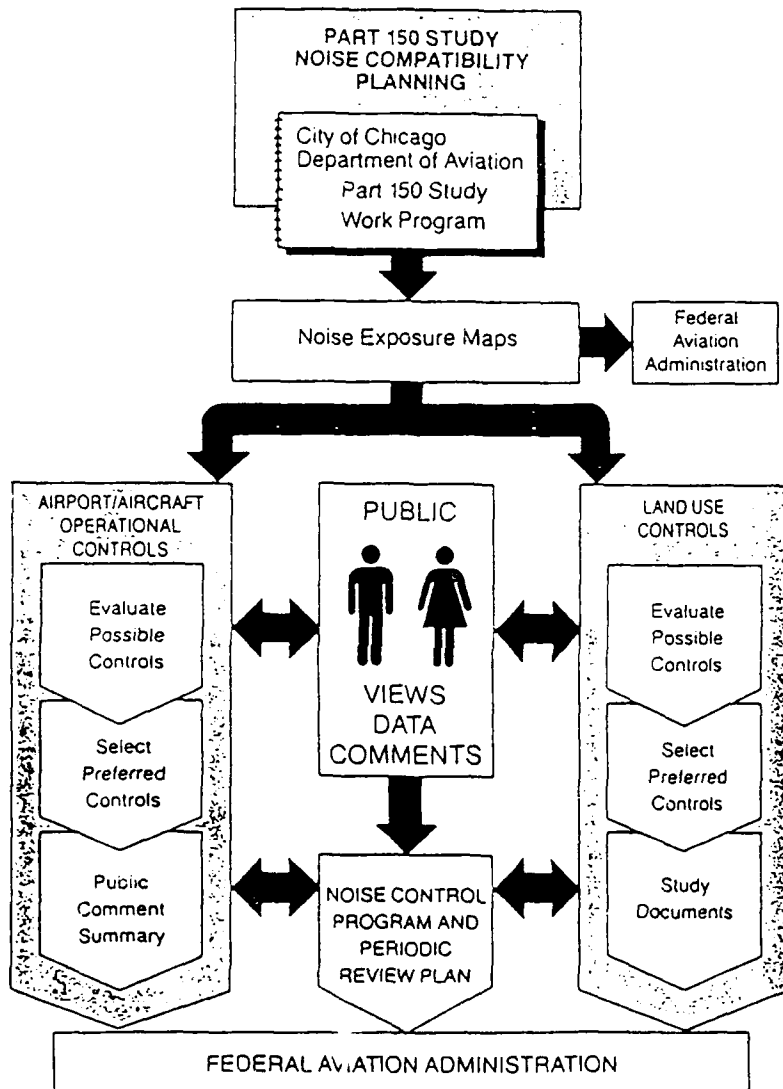 PART 150 STUDY
NOISE COMPATIBILITY
PLANNING
City of Chicago
Department of Aviation
Part 150 Study
Work Program
Noise Exposure Maps
Federal
Aviation
Administration
AIRPORT/AIRCRAFT
OPERATIONAL
CONTROLS
Evaluate
Possible
Controls
Select
Preferred
Controls
Public
Comment
Summary
PUBLIC
VIEWS
DATA
COMMENTS
NOISE CONTROL
PROGRAM AND
PERIODIC
REVIEW PLAN
LAND USE
CONTROLS
Evaluate
Possible
Controls
Select
Preferred
Controls
Study
Documents
FEDERAL AVIATION ADMINISTRATION